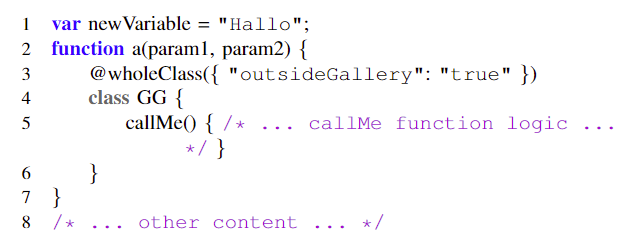 1 var newVariable = "Hallo";
2 function a(param1, param2) {
3 @wholeClass({ "outsideGallery": "true" })
4 class GG {
5 callMe() { /* ... callMe function logic ...
*/ }
6 }
7 }
8 /* ... other content ... */